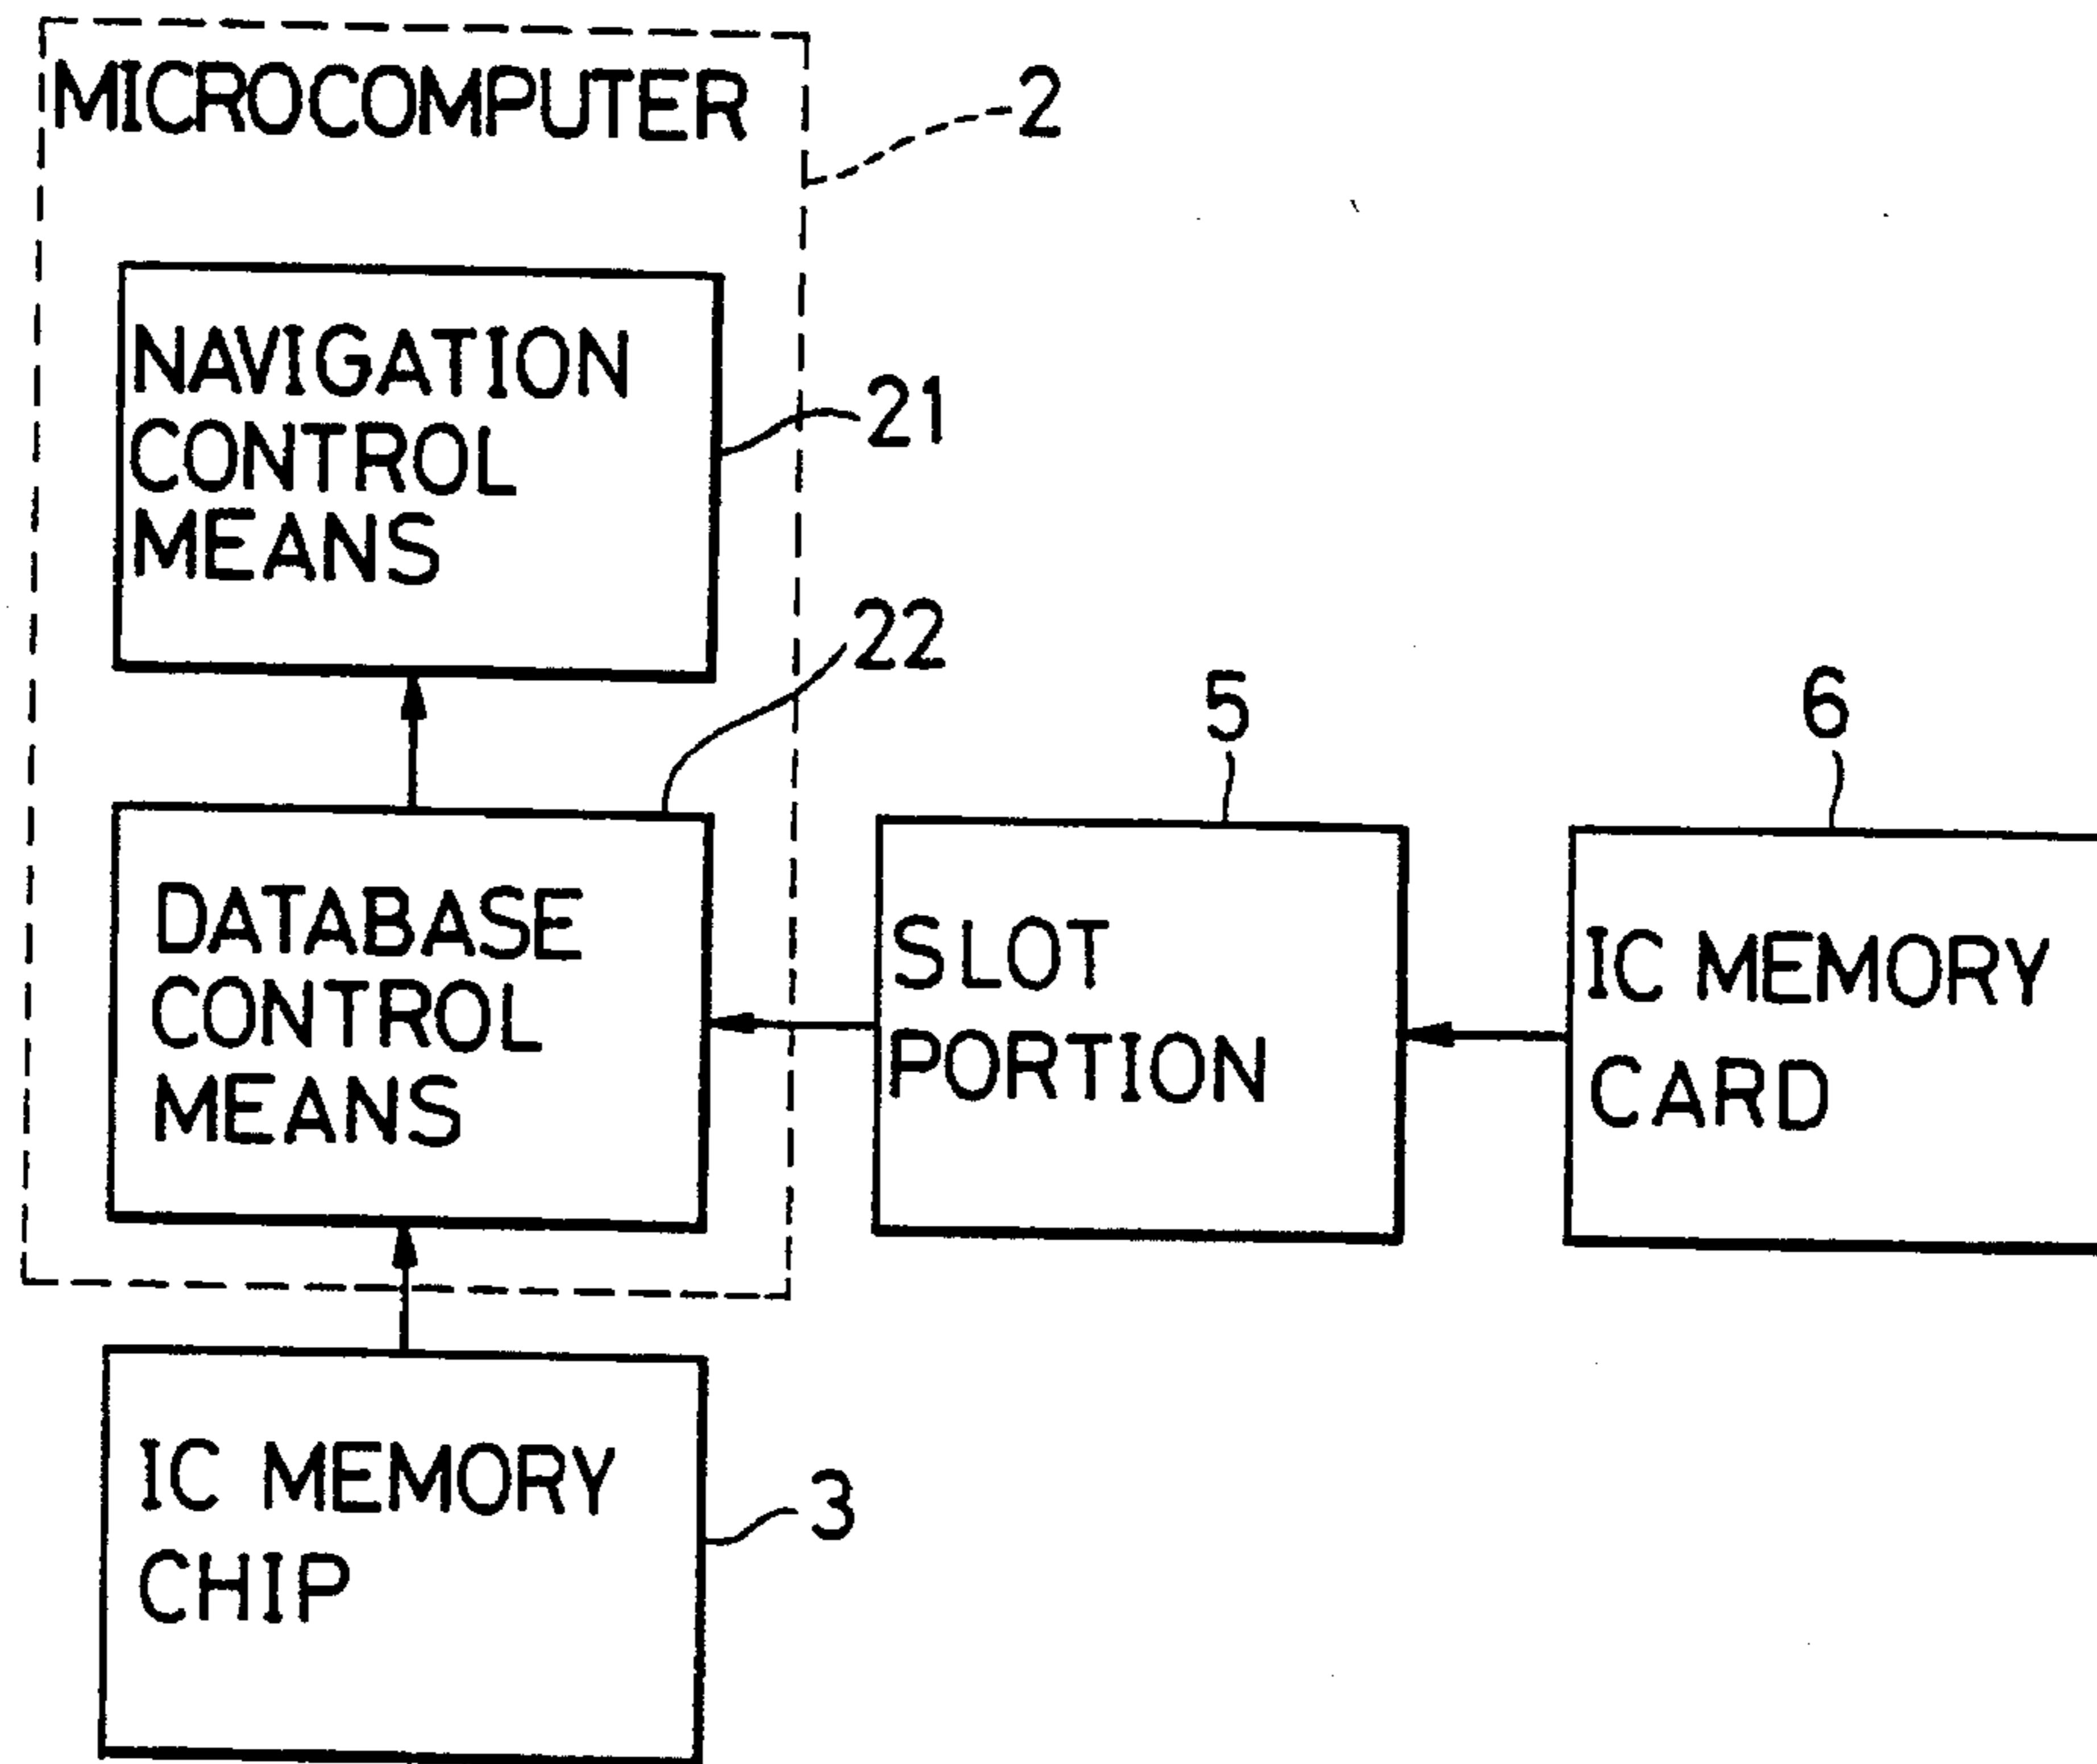 MICROCOMPUTER
2
NAVIGATION
CONTROL
MEANS
21
22
5
6
DATABASE
CONTROL
MEANS
SLOT
PORTION
IC MEMORY
CARD
IC MEMORY
CHIP
3